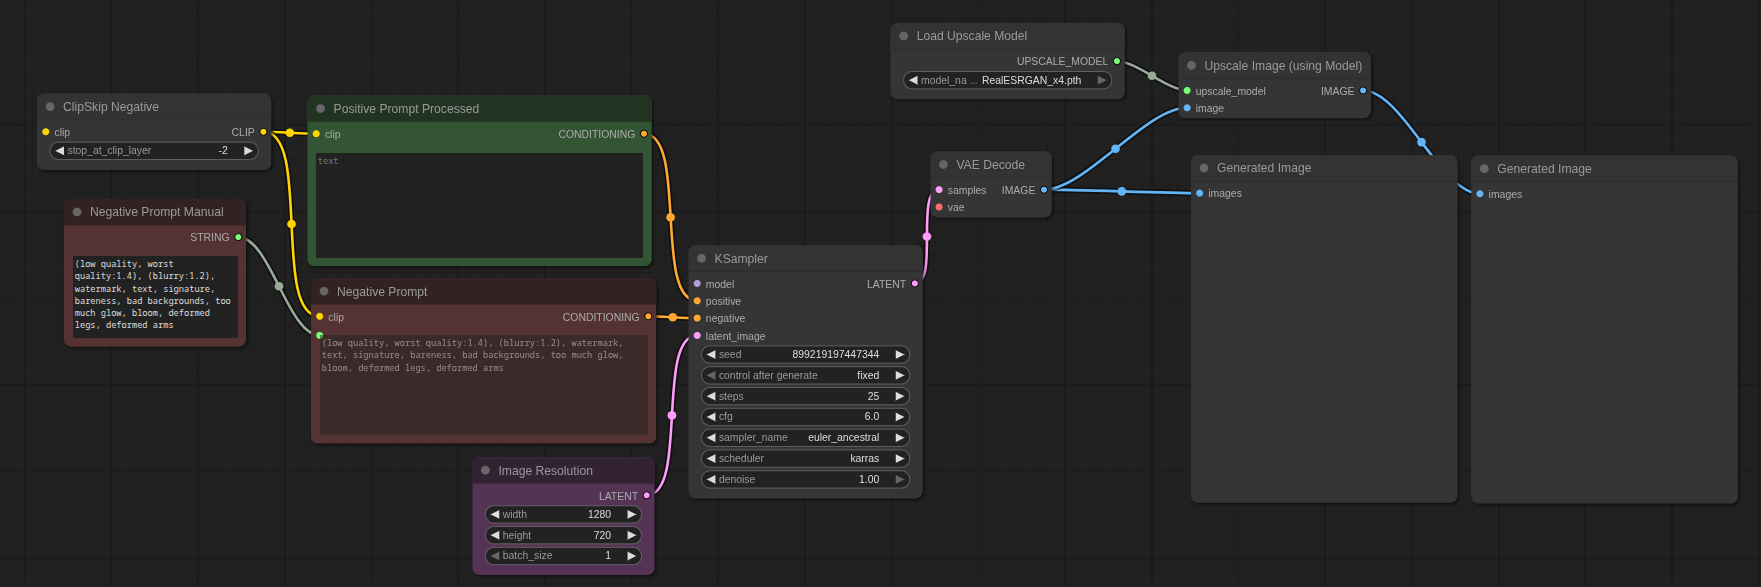 ClipSkip Negative
clip CLIP
stop_at_clip_layer -2
Negative Prompt Manual
STRING
(low quality, worst
quality:1.4), (blurry:1.2),
watermark, text, signature,
bareness, bad backgrounds, too
much glow, bloom, deformed
legs, deformed arms
Positive Prompt Processed
clip CONDITIONING
text
Negative Prompt
clip CONDITIONING
(low quality, worst quality:1.4), (blurry:1.2), watermark,
text, signature, bareness, bad backgrounds, too much glow,
bloom, deformed legs, deformed arms
Image Resolution
LATENT
width 1280
height 720
batch_size 1
KSampler
model LATENT
positive
negative
latent_image
seed 899219197447344
control after generate fixed
steps 25
cfg 6.0
sampler_name euler_ancestral
scheduler karras
denoise 1.00
Load Upscale Model
UPSCALE_MODEL
model_na ... RealESRGAN_x4.pth
VAE Decode
samples IMAGE
vae
Upscale Image (using Model)
upscale_model IMAGE
image
Generated Image
images
Generated Image
images